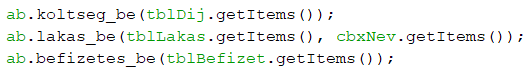 ab.koltseg_be(tblDij.getItems());
ab.lakas_be(tblLakas.getItems(), cbxNev.getItems());
ab.befizetes_be(tblBefizet.getItems());